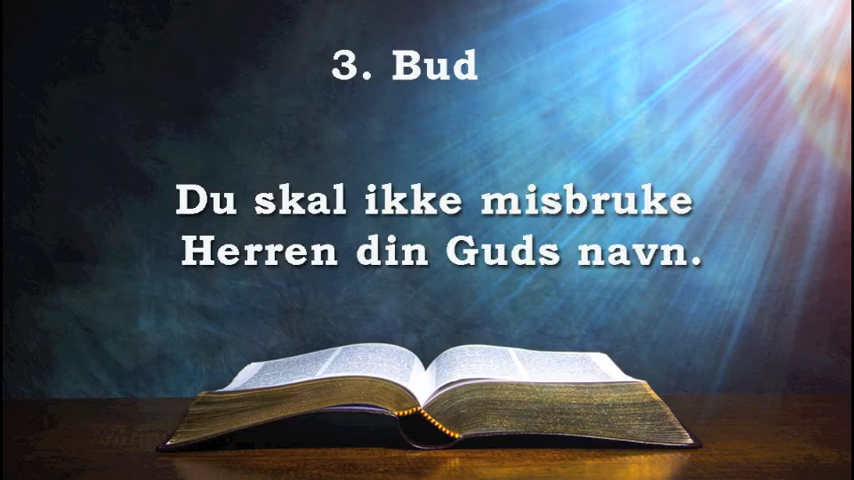 3. Bud
Du skal ikke misbruke
Herren din Guds navn.